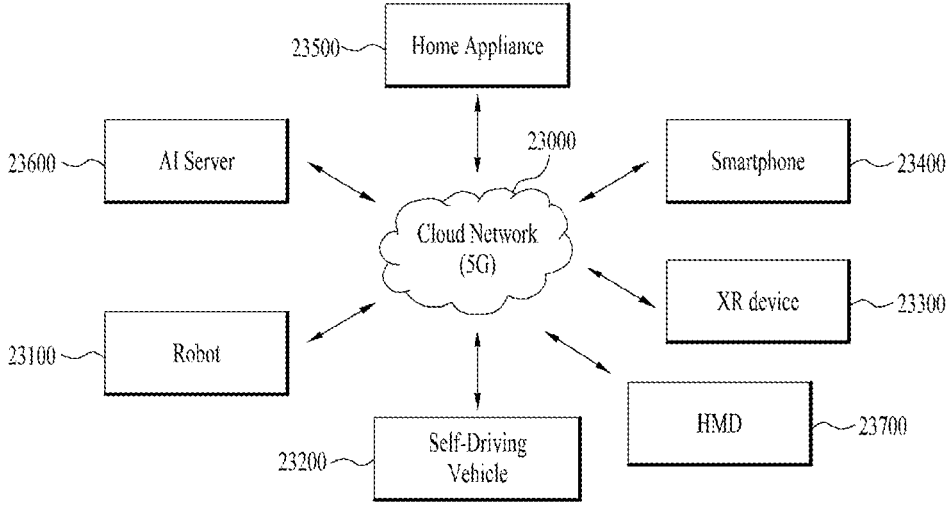 23500
Home Appliance
23000
23600
AI Server
Smartphone
23400
Cloud Network
(5G)
XR device
23300
23100
Robot
HMD
23700
23200
Self-Driving
Vehicle